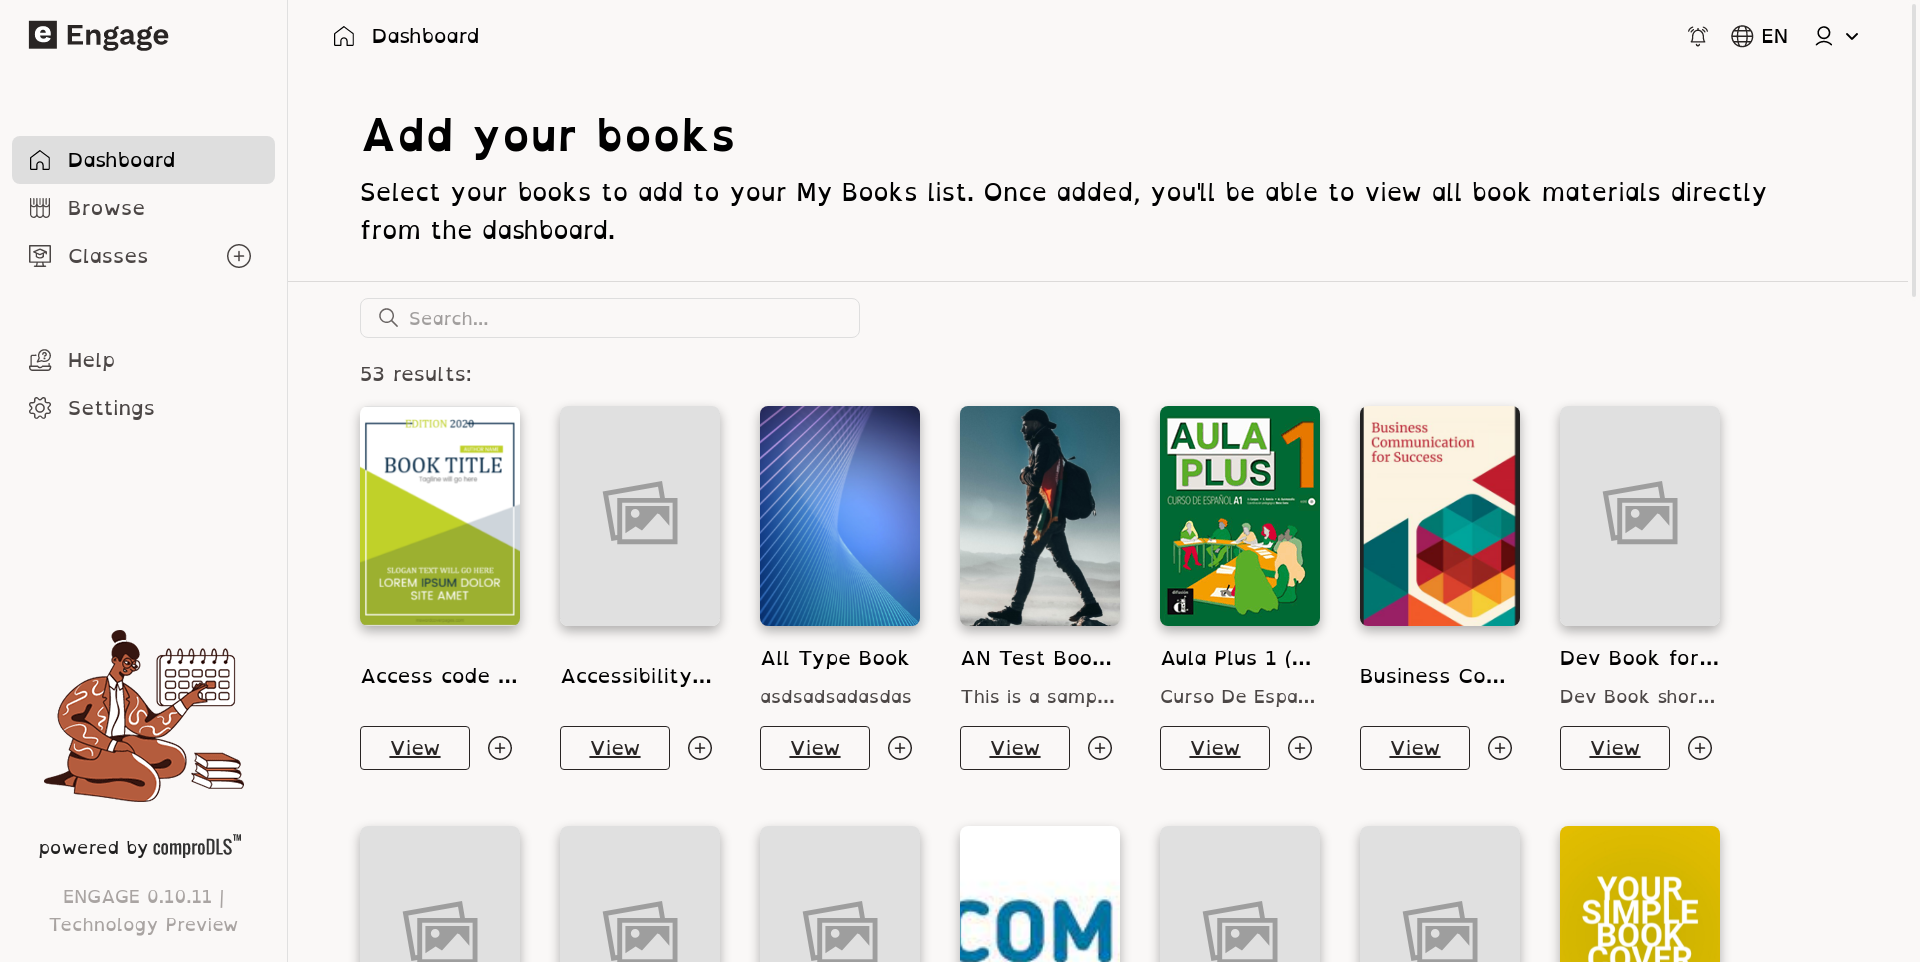 e Engage
Dashboard
EN
Dashboard
Browse
Classes
Help
Settings
powered by comproDLS™
ENGAGE 0.10.11 |
Technology Preview
Add your books
Select your books to add to your My Books list. Once added, you'll be able to view all book materials directly
from the dashboard.
Search...
53 results:
EDITION 2020
BOOK TITLE
Tagline will go here
SLOGAN TEXT WILL GO HERE
LOREM IPSUM DOLOR
SITE AMET
AULA
PLUS 1
CURSO DE ESPAÑOL A1
Business
Communication
for Success
Access code ...
Accessibility...
All Type Book
asdsadsadasdas
AN Test Boo...
This is a samp...
Aula Plus 1 (...
Curso De Espa...
Business Co...
Dev Book for...
Dev Book shor...
View
View
View
View
View
View
View
COM
YOUR
SIMPLE
BOOK
COVER